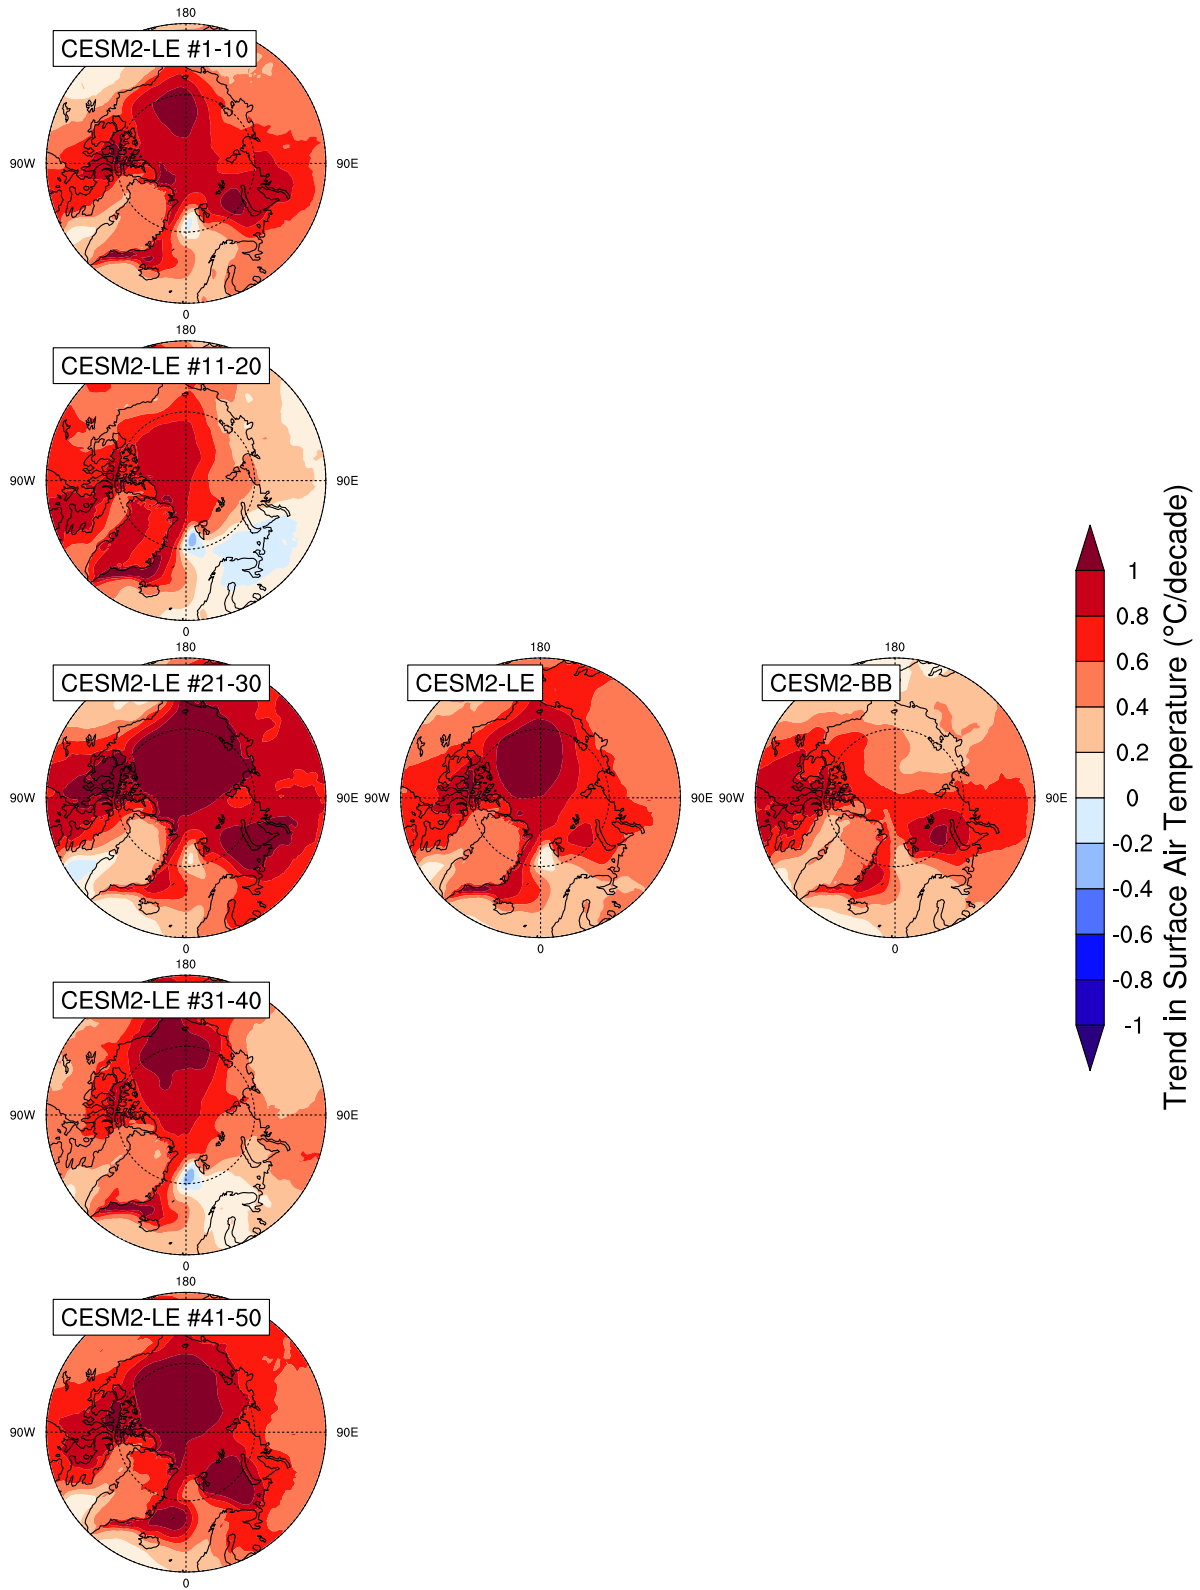 180
CESM2-LE #1-10
90W
90E
0
180
CESM2-LE #11-20
90W
90E
0
180
CESM2-LE #21-30
90W
90E
0
180
CESM2-LE
90W
90E
0
CESM2-BB
90E
0
180
CESM2-LE #31-40
90W
90E
0
180
CESM2-LE #41-50
90W
90E
0
1
0.8
0.6
0.4
0.2
0
-0.2
-0.4
-0.6
-0.8
-1
Trend in Surface Air Temperature (°C/decade)
180
90W